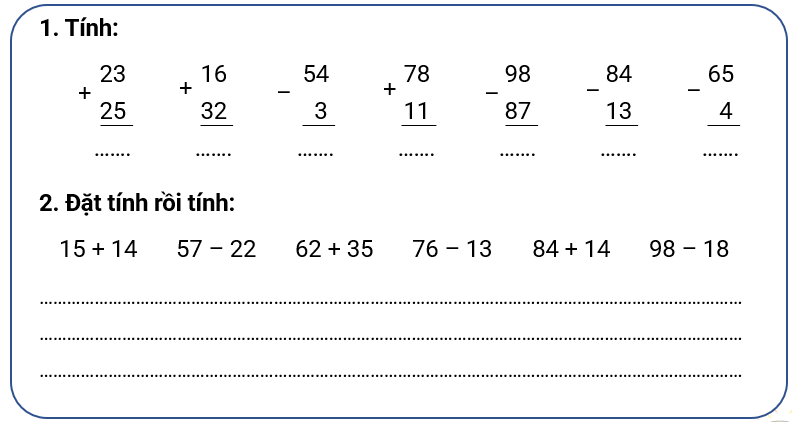 1. Tính:
+ 23 + 16 − 54 + 78 − 98 − 84 − 65
25 32 3 11 87 13 4
....... ....... ....... ....... ....... ....... .......
2. Đặt tính rồi tính:
15 + 14 57 − 22 62 + 35 76 − 13 84 + 14 98 − 18
........................................................................................................................
........................................................................................................................
........................................................................................................................